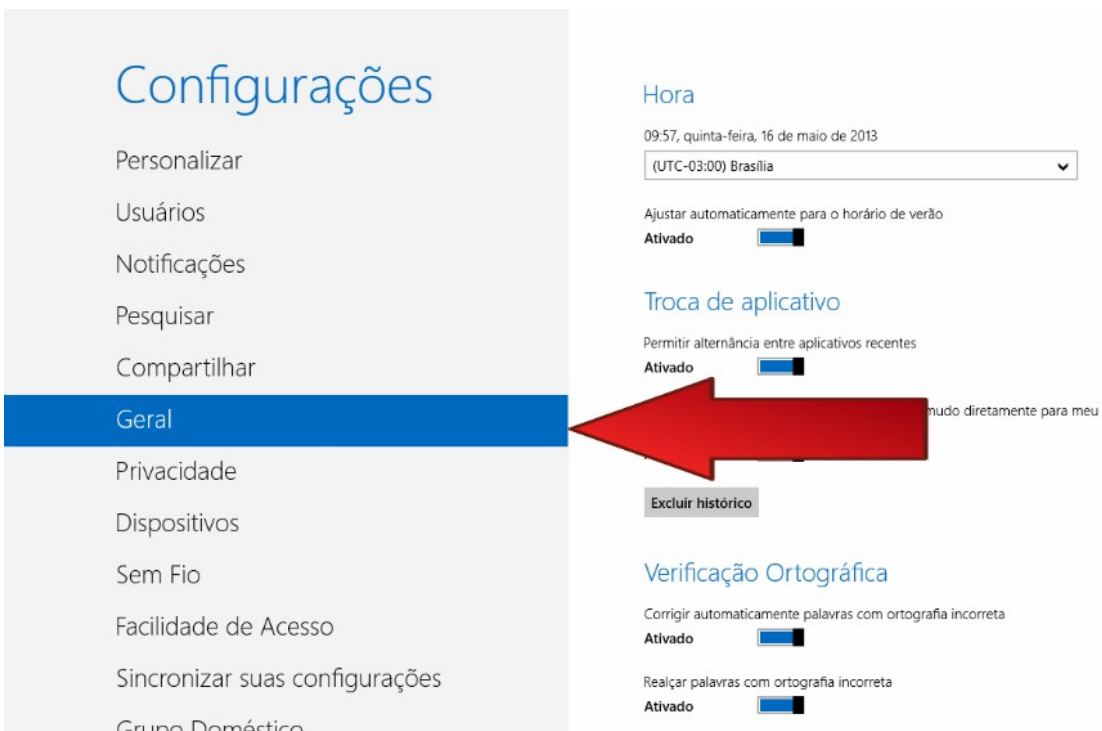 Configurações
Personalizar
Usuários
Notificações
Pesquisar
Compartilhar
Geral
Privacidade
Dispositivos
Sem Fio
Facilidade de Acesso
Sincronizar suas configurações
Grupo Doméstico
Hora
09:57, quinta-feira, 16 de maio de 2013
(UTC-03:00) Brasília
Ajustar automaticamente para o horário de verão
Ativado
Troca de aplicativo
Permitir alternância entre aplicativos recentes
Ativado
mudo diretamente para meu
Excluir histórico
Verificação Ortográfica
Corrigir automaticamente palavras com ortografia incorreta
Ativado
Realçar palavras com ortografia incorreta
Ativado